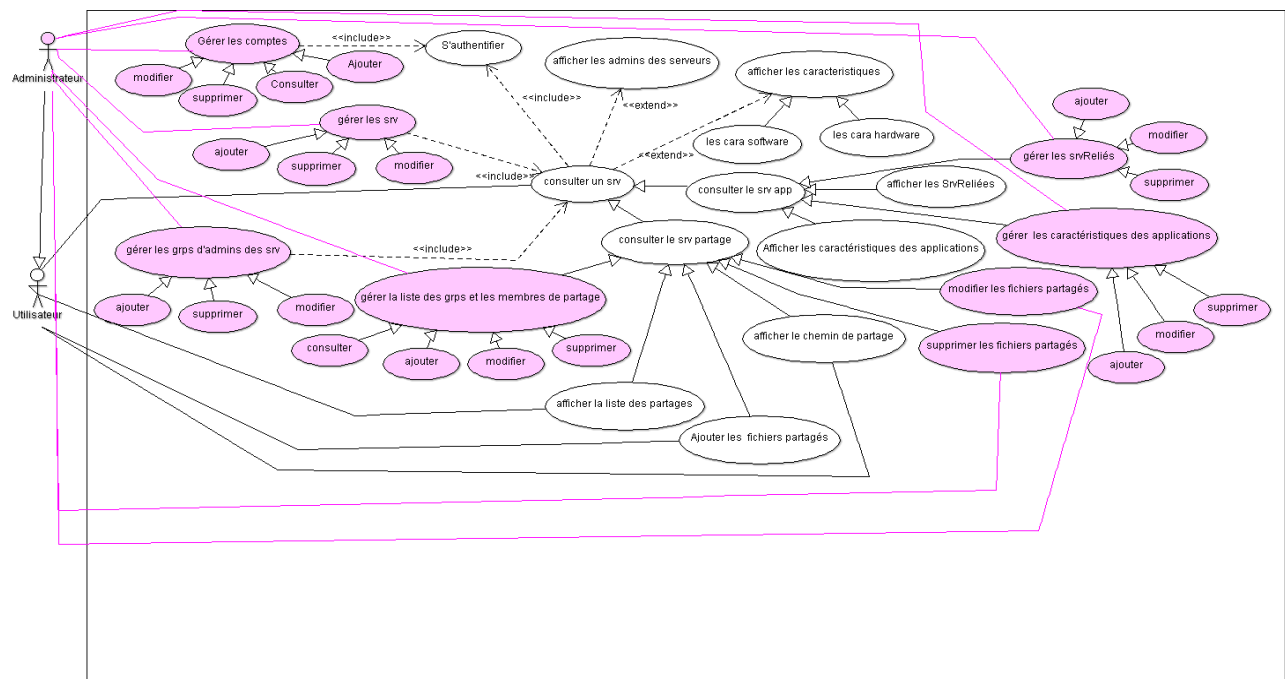 Gérer les comptes
<<include>>
S'authentifier
afficher les admins des serveurs
afficher les caracteristiques
Administrateur
modifier
supprimer
Consulter
Ajouter
<<include>>
<<extend>>
ajouter
modifier
supprimer
gérer les srvReliés
gérer les srv
ajouter
supprimer
modifier
les cara software
les cara hardware
<<extend>>
<<include>>
consulter un srv
consulter le srv app
afficher les SrvReliées
gérer les grps d'admins des srv
<<include>>
consulter le srv partage
Afficher les caractéristiques des applications
gérer les caractéristiques des applications
ajouter
supprimer
modifier
Utilisateur
gérer la liste des grps et les membres de partage
modifier les fichiers partagés
supprimer
modifier
ajouter
consulter
ajouter
modifier
supprimer
afficher le chemin de partage
supprimer les fichiers partagés
afficher la liste des partages
Ajouter les fichiers partagés